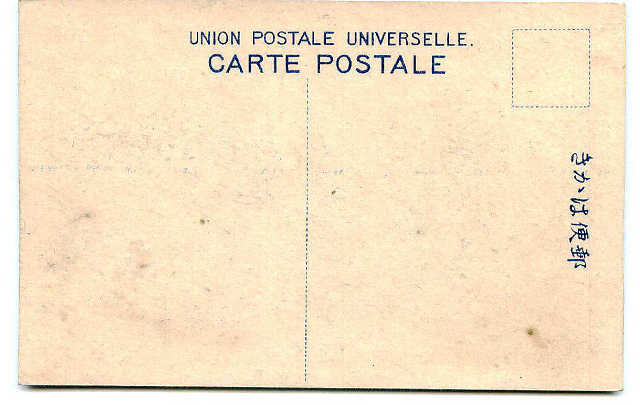 UNION POSTALE UNIVERSELLE.
CARTE POSTALE
郵便はかき